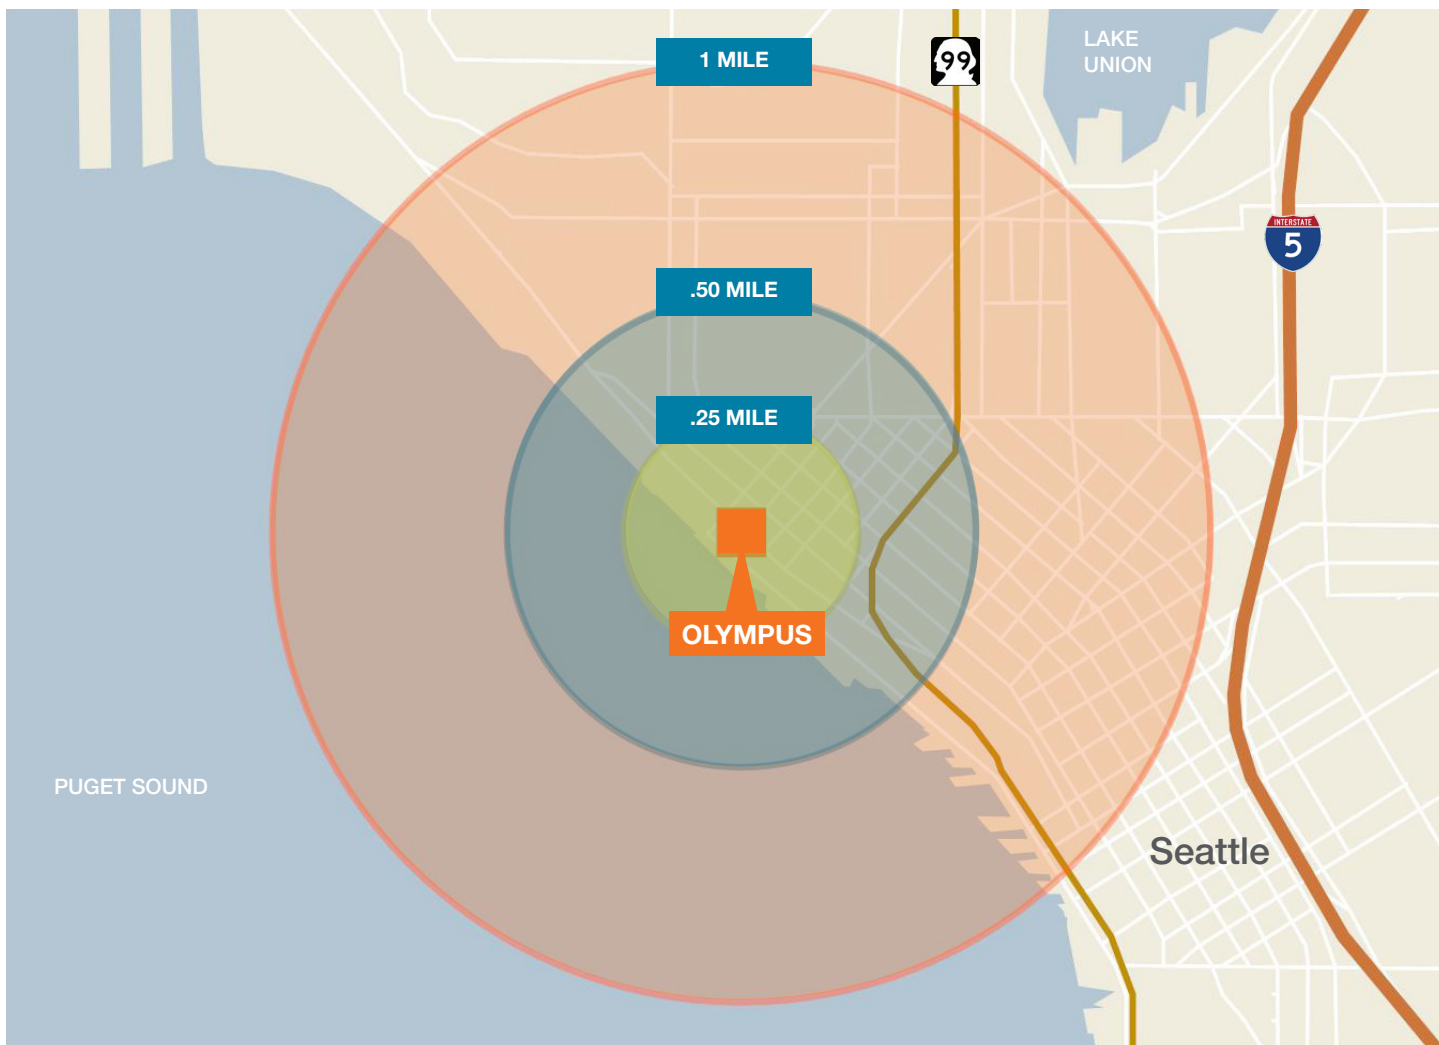 LAKE
UNION
1 MILE
99
INTERSTATE
5
.50 MILE
.25 MILE
OLYMPUS
PUGET SOUND
Seattle